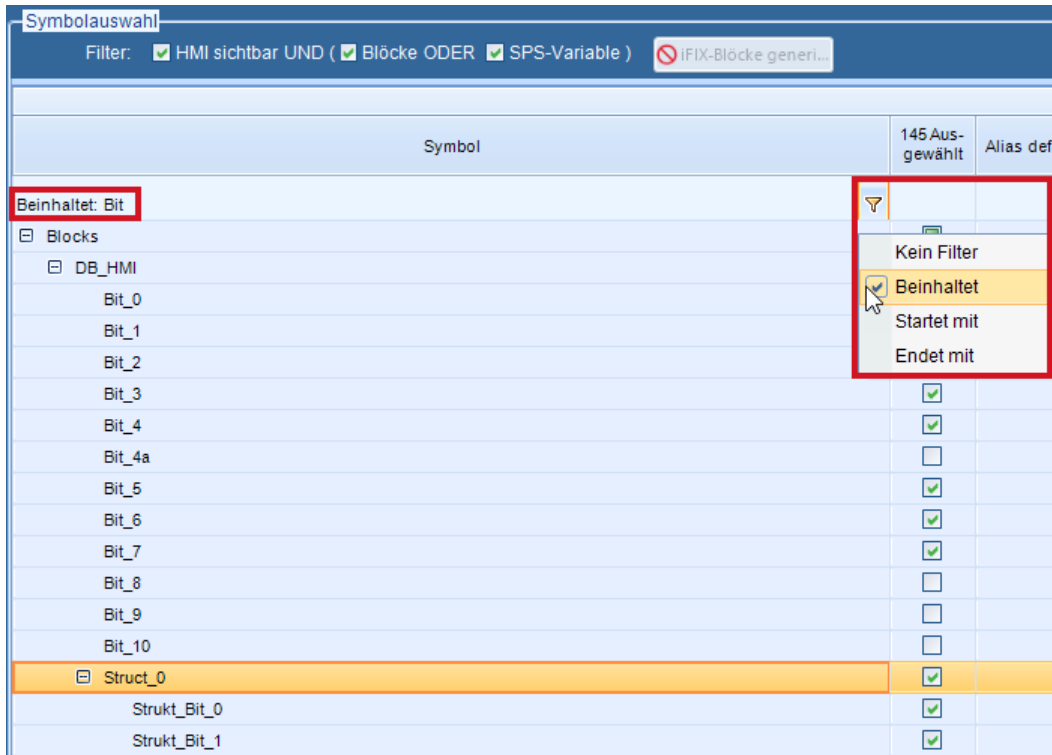 Symbolauswahl
Filter: HMI sichtbar UND ( Blöcke ODER SPS-Variable ) iFIX-Blöcke generi...
Symbol
145 Aus-
gewählt
Alias def
Beinhaltet: Bit
Blocks
Kein Filter
DB_HMI
Beinhaltet
Bit_0
Startet mit
Bit_1
Endet mit
Bit_2
Bit_3
Bit_4
Bit_4a
Bit_5
Bit_6
Bit_7
Bit_8
Bit_9
Bit_10
Struct_0
Strukt_Bit_0
Strukt_Bit_1